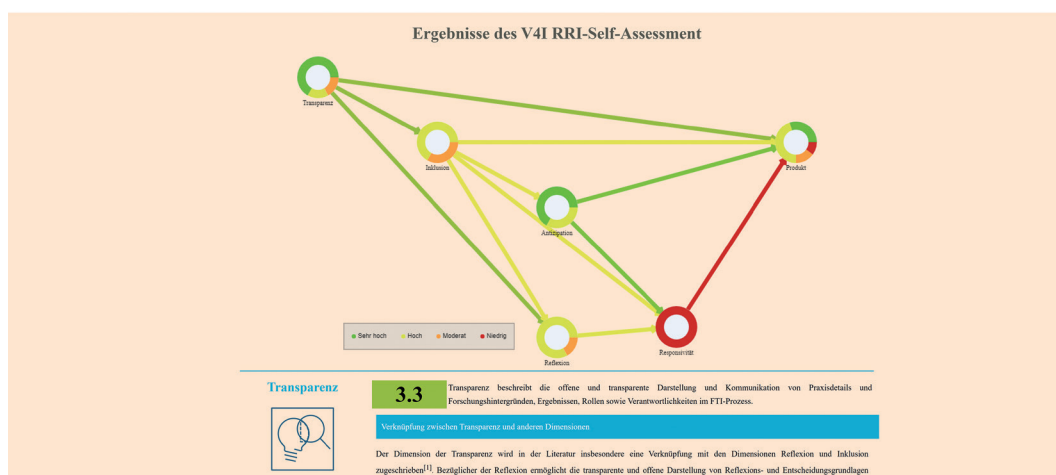 Ergebnisse des V4I RRI-Self-Assessment
Transparenz
Inklusion
Produkt
Antizipation
Sehr hoch
Hoch
Moderat
Niedrig
Reflexion
Responsivität
Transparenz
3.3
Transparenz beschreibt die offene und transparente Darstellung und Kommunikation von Praxisdetails und
Forschungshintergründen, Ergebnissen, Rollen sowie Verantwortlichkeiten im FTI-Prozess.
Verknüpfung zwischen Transparenz und anderen Dimensionen
Der Dimension der Transparenz wird in der Literatur insbesondere eine Verknüpfung mit den Dimensionen Reflexion und Inklusion
zugeschrieben[1]. Bezüglicher der Reflexion ermöglicht die transparente und offene Darstellung von Reflexions- und Entscheidungsgrundlagen